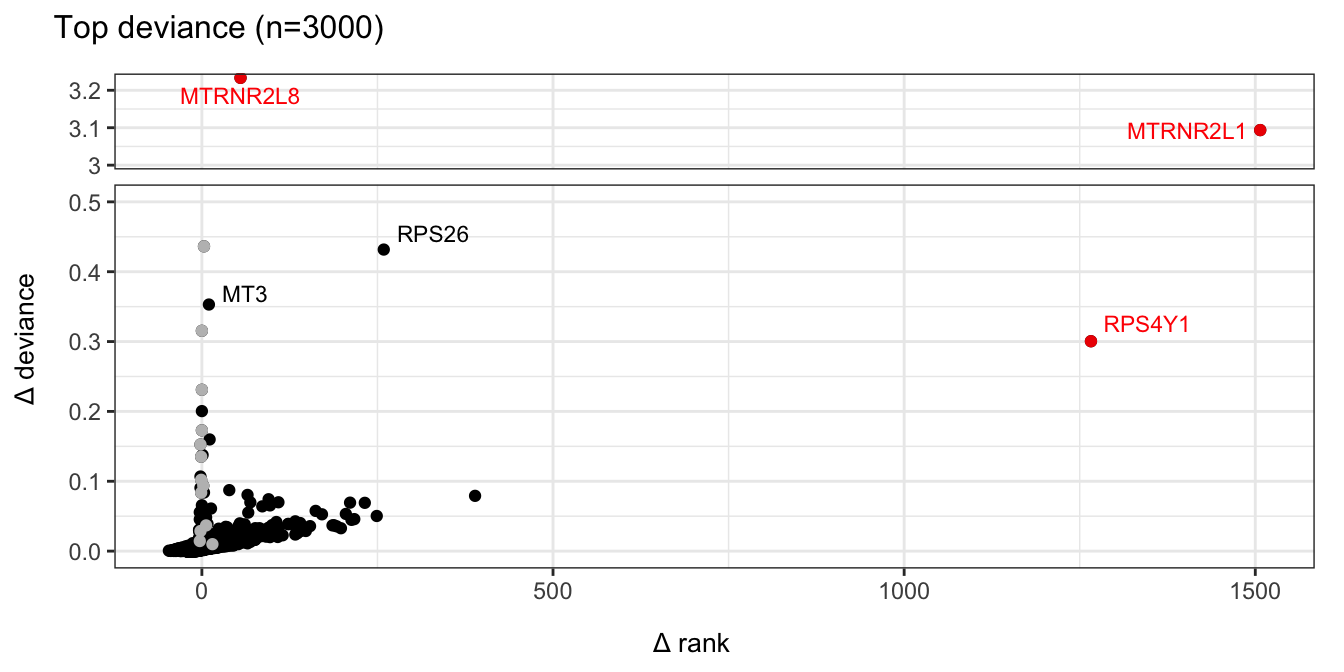 Top deviance (n=3000)
3.2
MTRNR2L8
3.1
MTRNR2L1
3
0.5
RPS26
0.4
MT3
RPS4Y1
0.3
0.2
0.1
0.0
Δ deviance
0
500
1000
1500
Δ rank